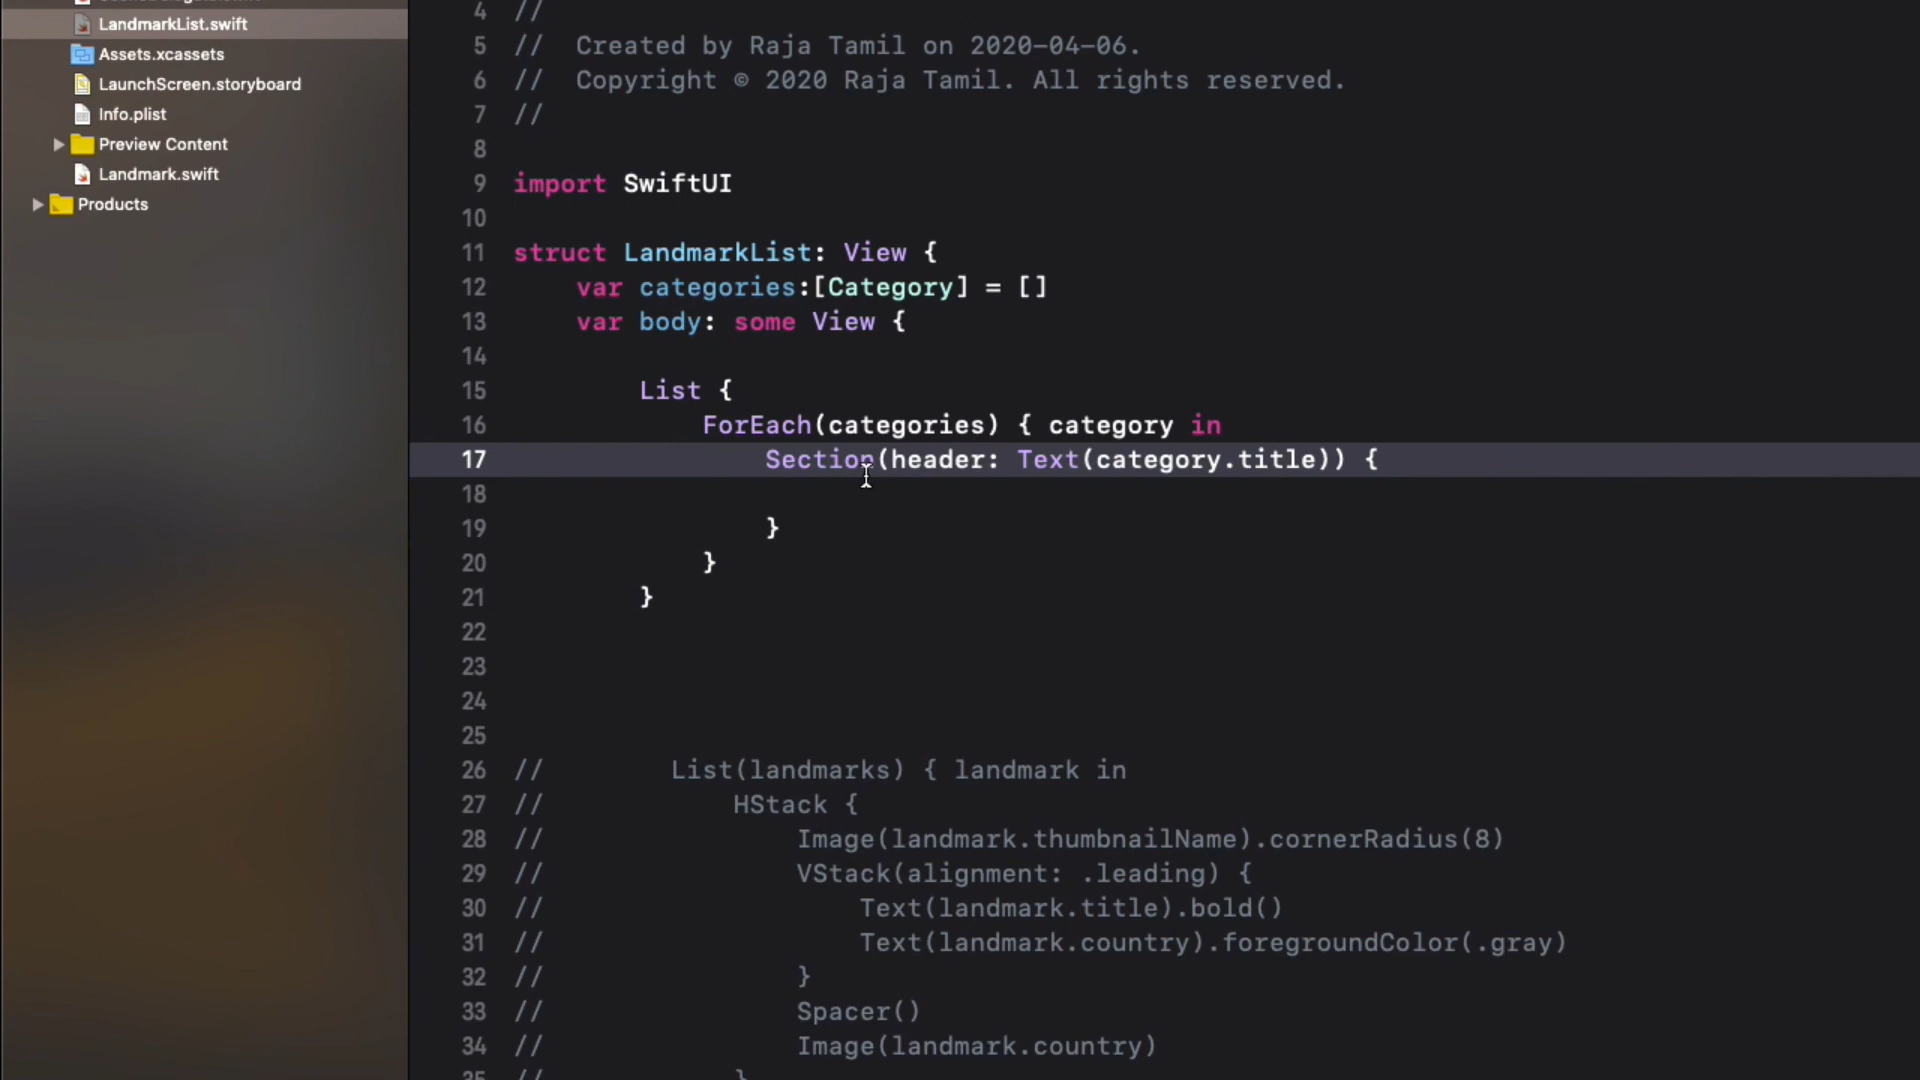 LandmarkList.swift
Assets.xcassets
LaunchScreen.storyboard
Info.plist
Preview Content
Landmark.swift
Products
4 //
5 //  Created by Raja Tamil on 2020-04-06.
6 //  Copyright © 2020 Raja Tamil. All rights reserved.
7 //
8
9 import SwiftUI
10
11 struct LandmarkList: View {
12     var categories:[Category] = []
13     var body: some View {
14
15         List {
16             ForEach(categories) { category in
17                 Section(header: Text(category.title)) {
18
19                 }
20             }
21         }
22
23
24
25
26 //        List(landmarks) { landmark in
27 //            HStack {
28 //                Image(landmark.thumbnailName).cornerRadius(8)
29 //                VStack(alignment: .leading) {
30 //                    Text(landmark.title).bold()
31 //                    Text(landmark.country).foregroundColor(.gray)
32 //                }
33 //                Spacer()
34 //                Image(landmark.country)
35 //            }